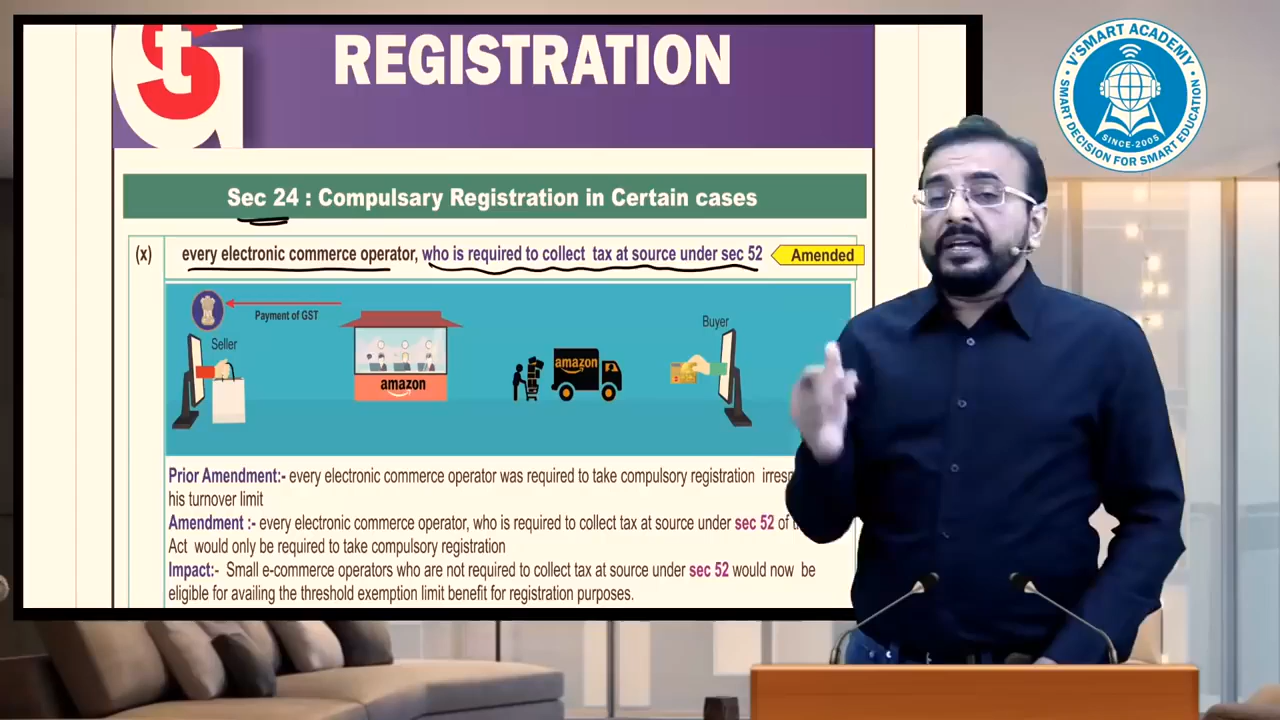 GSt
REGISTRATION
V'SMART ACADEMY
SMART DECISION FOR SMART EDUCATION
SINCE-2005
Sec 24 : Compulsary Registration in Certain cases
(x) every electronic commerce operator, who is required to collect tax at source under sec 52 Amended
Payment of GST
Seller
Buyer
amazon
amazon
Prior Amendment:- every electronic commerce operator was required to take compulsory registration
his turnover limit
Amendment :- every electronic commerce operator, who is required to collect tax at source under sec 52 of
Act would only be required to take compulsory registration
Impact:- Small e-commerce operators who are not required to collect tax at source under sec 52 would now be
eligible for availing the threshold exemption limit benefit for registration purposes.